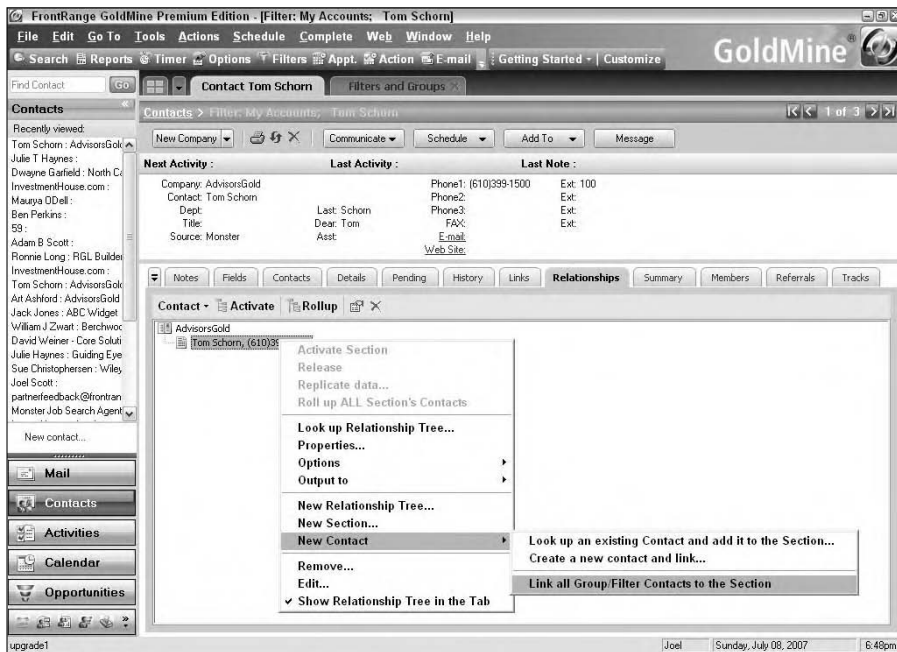 FrontRange GoldMine Premium Edition - [Filter: My Accounts; Tom Schorn]
File Edit Go To Tools Actions Schedule Complete Web Window Help
Search Reports Timer Options Filters Appt. Action E-mail Getting Started - Customize
GoldMine®
Find Contact GO
Contact Tom Schorn Filters and Groups
Contacts
Contacts > Filter: My Accounts; Tom Schorn 1 of 3
Recently viewed:
Tom Schorn : AdvisorsGold
Julie T Haynes :
Dwayne Garfield : North Ca
InvestmentHouse.com :
Maurya ODell :
Ben Perkins :
59 :
Adam B Scott :
Ronnie Long : RGL Builder
InvestmentHouse.com :
Tom Schorn : AdvisorsGold
Art Ashford : AdvisorsGold
Jack Jones : ABC Widget
William J Zwart : Berchwoo
David Weiner - Core Soluti
Julie Haynes : Guiding Eye
Sue Christophersen : Wiley
Joel Scott :
partnerfeedback@frontran
Monster Job Search Agent
New contact...
Mail
Contacts
Activities
Calendar
Opportunities
New Company Communicate Schedule Add To Message
Next Activity : Last Activity : Last Note :
Company: AdvisorsGold Phone1: (610)399-1500 Ext: 100
Contact: Tom Schorn Phone2: Ext:
Dept: Last: Schorn Phone3: Ext:
Title: Dear: Tom FAX: Ext:
Source: Monster Asst: E-mail:
Web Site:
Notes Fields Contacts Details Pending History Links Relationships Summary Members Referrals Tracks
Contact Activate Rollup
AdvisorsGold
Tom Schorn, (610)39
Activate Section
Release
Replicate data...
Roll up ALL Section's Contacts
Look up Relationship Tree...
Properties...
Options
Output to
New Relationship Tree...
New Section...
New Contact
Look up an existing Contact and add it to the Section...
Create a new contact and link...
Link all Group/Filter Contacts to the Section
Remove...
Edit...
Show Relationship Tree in the Tab
upgrade1 Joel Sunday, July 08, 2007 6:48pm